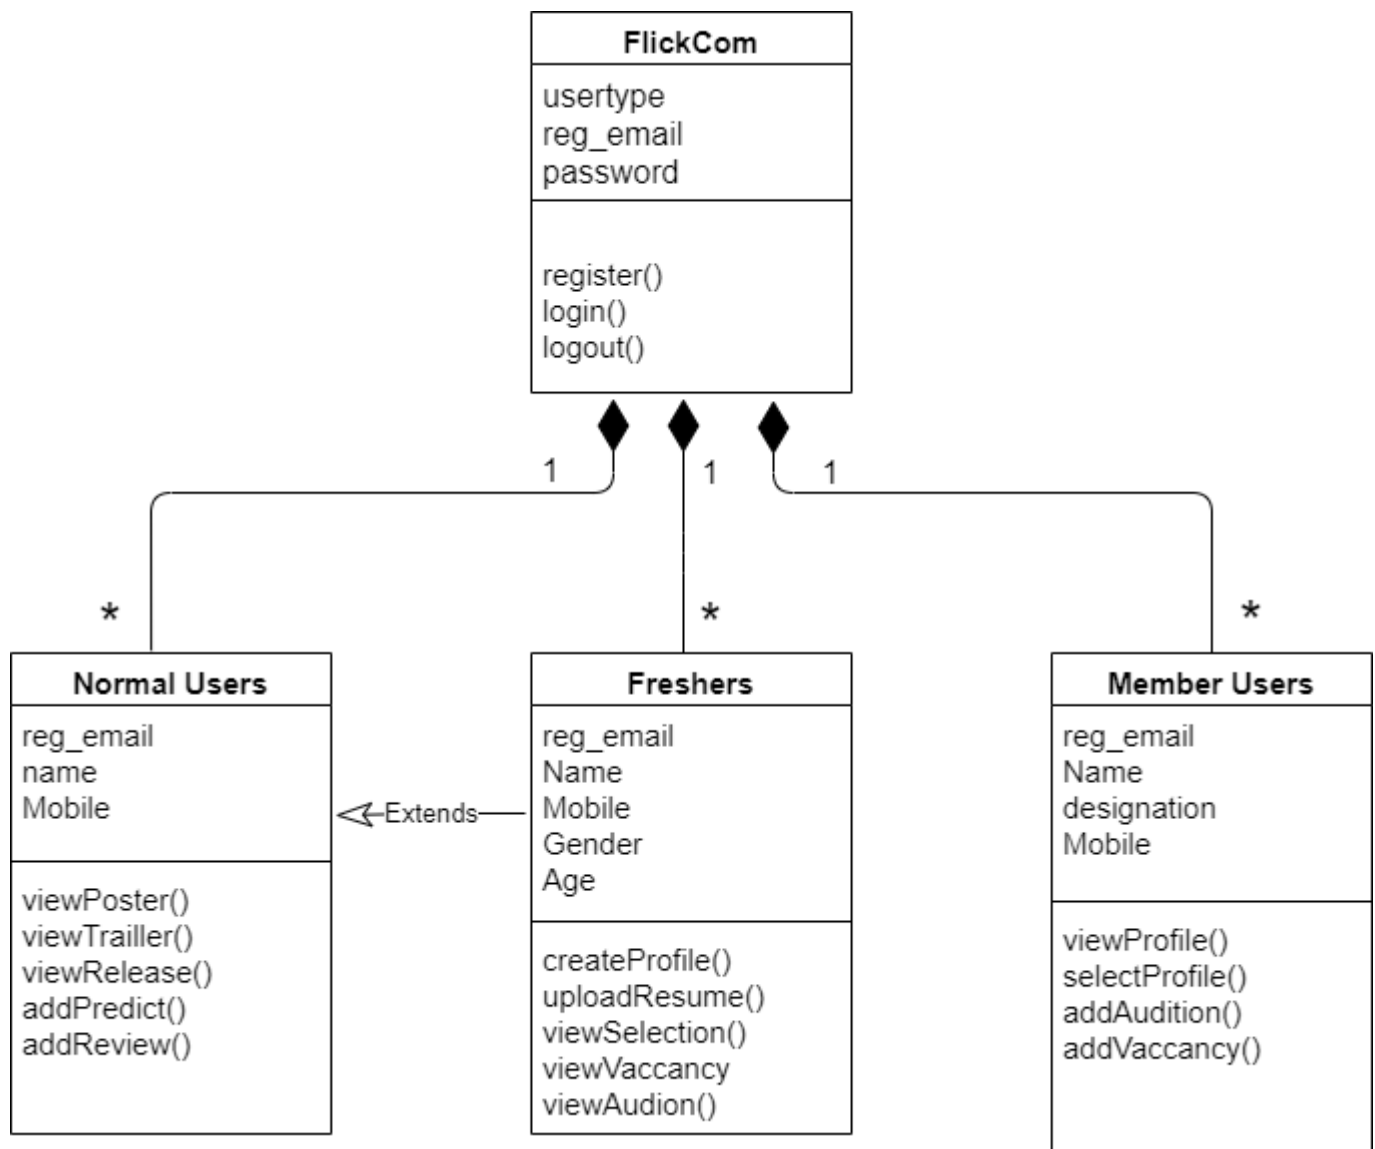 FlickCom
usertype
reg_email
password
register()
login()
logout()
1
1
1
*
*
*
Normal Users
reg_email
name
Mobile
viewPoster()
viewTrailler()
viewRelease()
addPredict()
addReview()
Extends
Freshers
reg_email
Name
Mobile
Gender
Age
createProfile()
uploadResume()
viewSelection()
viewVaccancy
viewAudion()
Member Users
reg_email
Name
designation
Mobile
viewProfile()
selectProfile()
addAudition()
addVaccancy()